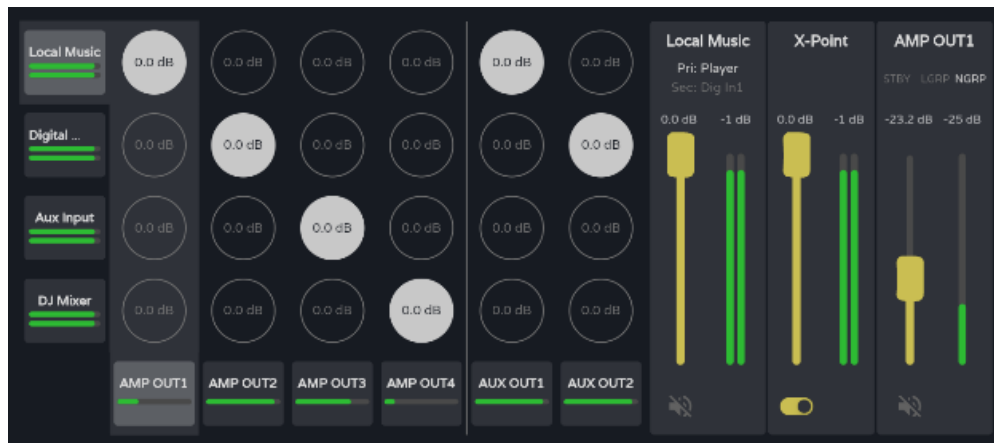 Local Music
0.0 dB 0.0 dB 0.0 dB 0.0 dB 0.0 dB 0.0 dB
Digital ...
0.0 dB 0.0 dB 0.0 dB 0.0 dB 0.0 dB 0.0 dB
Aux Input
0.0 dB 0.0 dB 0.0 dB 0.0 dB 0.0 dB 0.0 dB
DJ Mixer
0.0 dB 0.0 dB 0.0 dB 0.0 dB 0.0 dB 0.0 dB
AMP OUT1 AMP OUT2 AMP OUT3 AMP OUT4 AUX OUT1 AUX OUT2
Local Music
Pri: Player
Sec: Dig In1
0.0 dB -1 dB
X-Point
0.0 dB -1 dB
AMP OUT1
STBY LGRP NGRP
-23.2 dB -25 dB